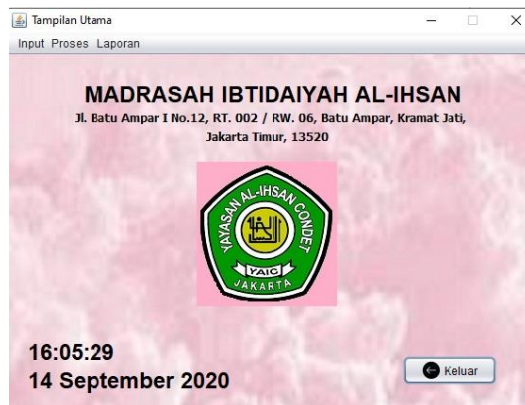 Tampilan Utama
Input Proses Laporan
MADRASAH IBTIDAIYAH AL-IHSAN
Jl. Batu Ampar I No.12, RT. 002 / RW. 06, Batu Ampar, Kramat Jati,
Jakarta Timur, 13520
YAYASAN AL-IHSAN CONDET
YAIC
JAKARTA
16:05:29
14 September 2020
Keluar